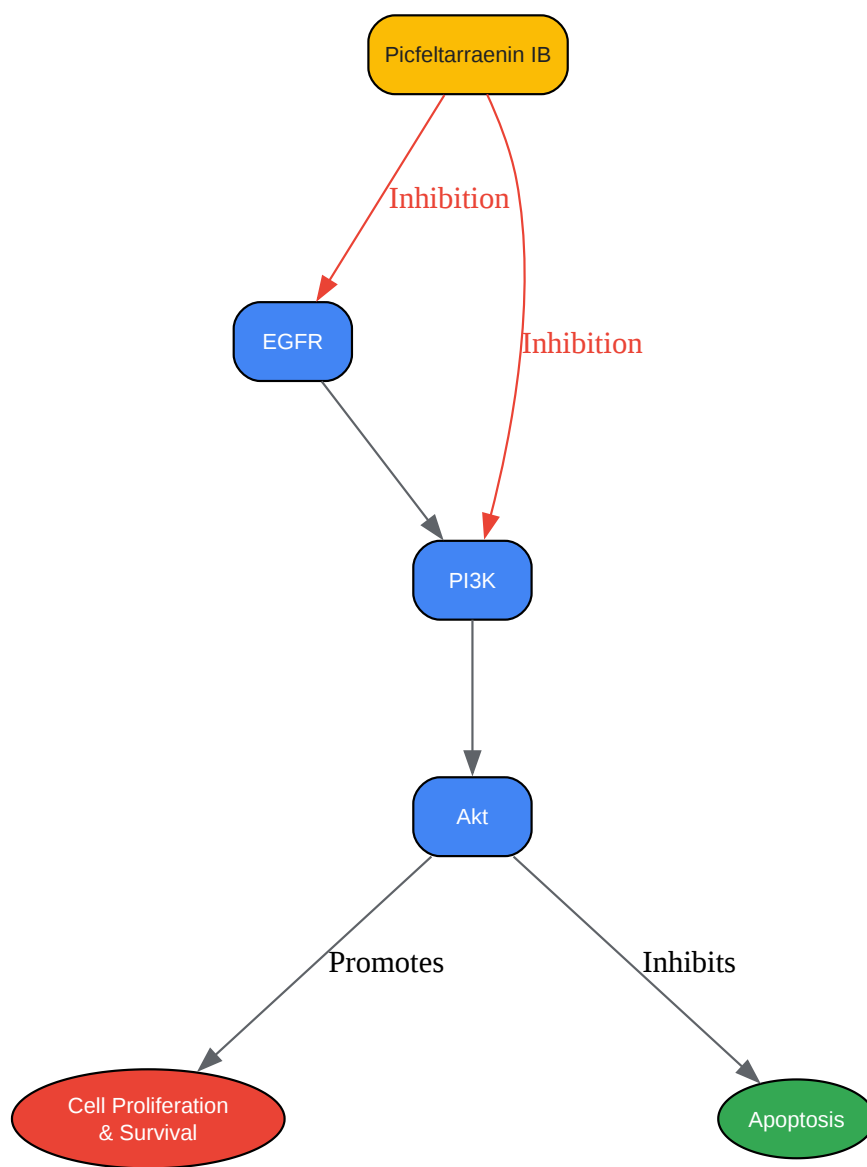 Picfeltarraenin IB
Inhibition
EGFR
Inhibition
PI3K
Akt
Promotes
Inhibits
Cell Proliferation
& Survival
Apoptosis